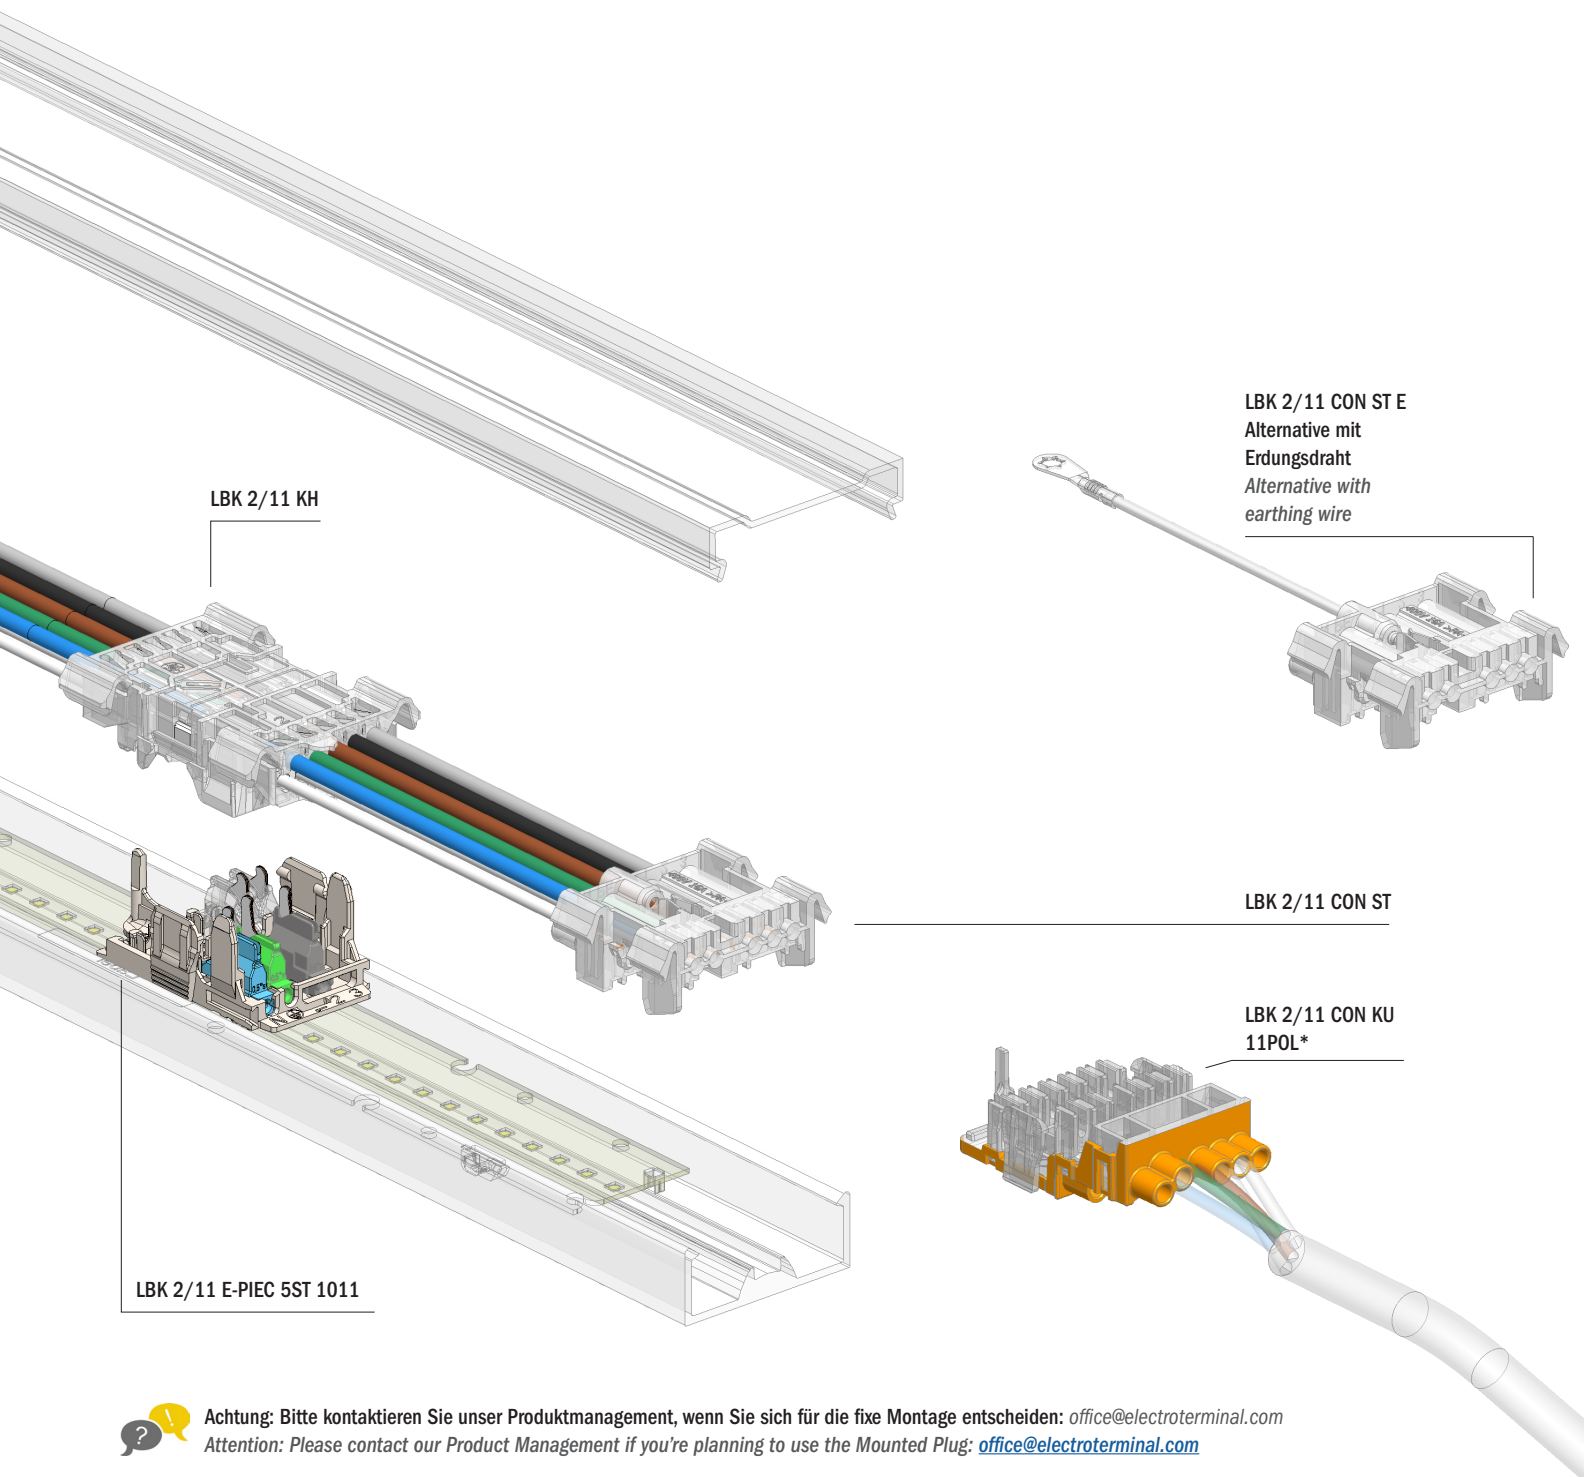 LBK 2/11 CON ST E
Alternative mit
Erdungsdraht
Alternative with
earthing wire
LBK 2/11 KH
LBK 2/11 CON ST
LBK 2/11 CON KU
11POL*
LBK 2/11 E-PIEC 5ST 1011
Achtung: Bitte kontaktieren Sie unser Produktmanagement, wenn Sie sich für die fixe Montage entscheiden: office@electroterminal.com
Attention: Please contact our Product Management if you're planning to use the Mounted Plug: office@electroterminal.com